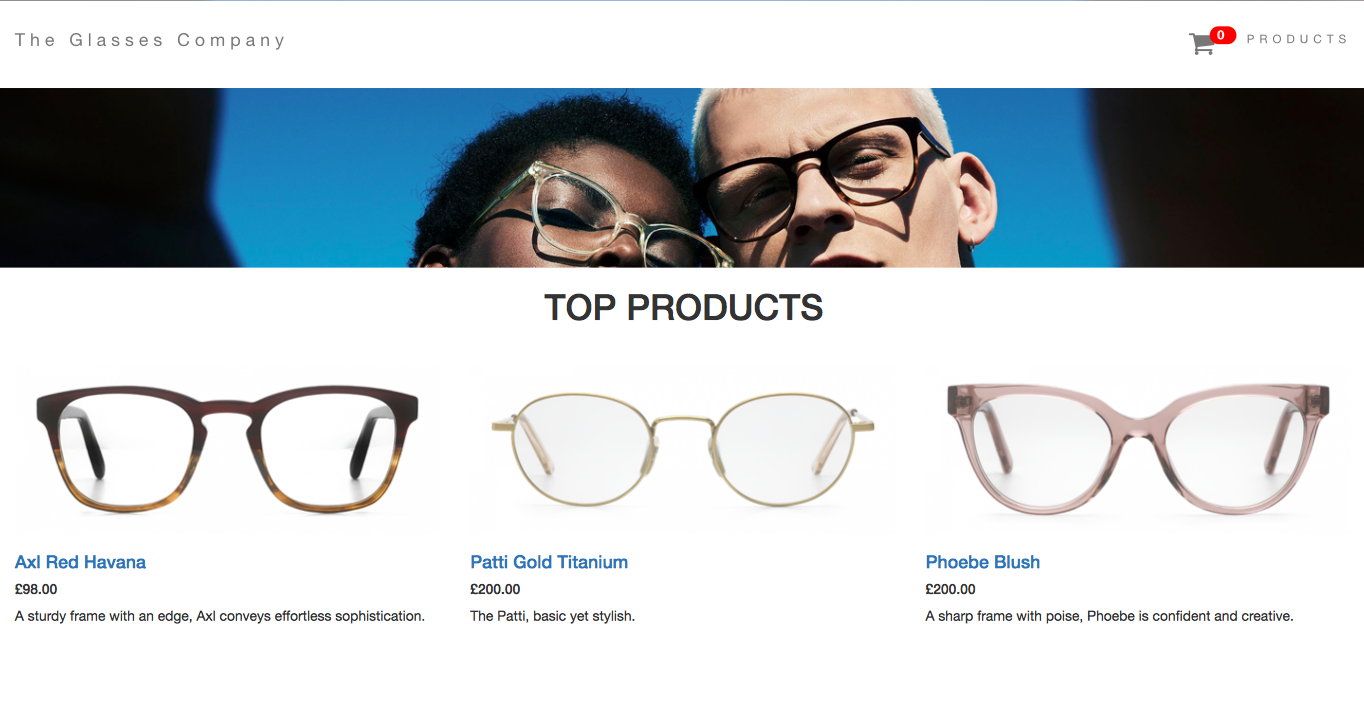 The Glasses Company
0
PRODUCTS
TOP PRODUCTS
Axl Red Havana
£98.00
A sturdy frame with an edge, Axl conveys effortless sophistication.
Patti Gold Titanium
£200.00
The Patti, basic yet stylish.
Phoebe Blush
£200.00
A sharp frame with poise, Phoebe is confident and creative.